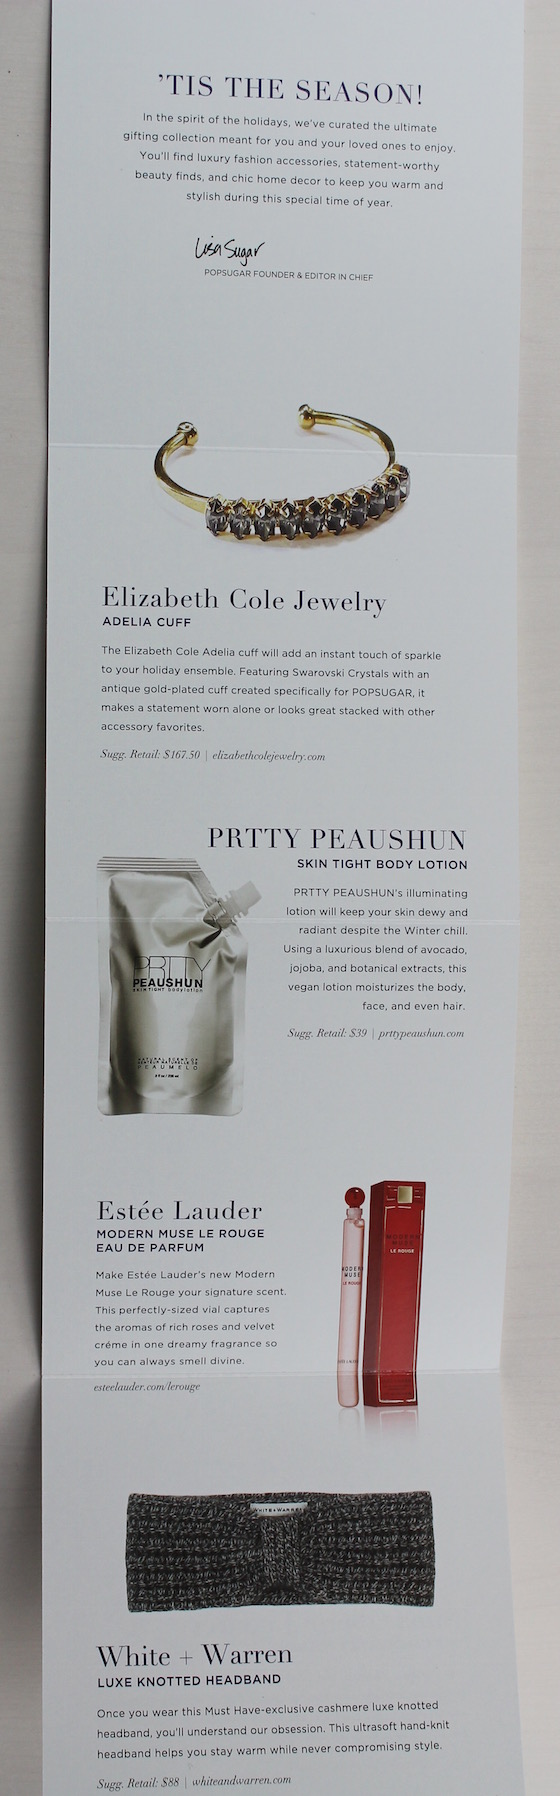 'TIS THE SEASON!
In the spirit of the holidays, we've curated the ultimate
gifting collection meant for you and your loved ones to enjoy.
You'll find luxury fashion accessories, statement-worthy
beauty finds, and chic home decor to keep you warm and
stylish during this special time of year.
Lisa Sugar
POPSUGAR FOUNDER & EDITOR IN CHIEF
Elizabeth Cole Jewelry
ADELIA CUFF
The Elizabeth Cole Adelia cuff will add an instant touch of sparkle
to your holiday ensemble. Featuring Swarovski Crystals with an
antique gold-plated cuff created specifically for POPSUGAR, it
makes a statement worn alone or looks great stacked with other
accessory favorites.
Sugg. Retail: $167.50 | elizabethcolejewelry.com
PRTTY PEAUSHUN
SKIN TIGHT BODY LOTION
PRTTY PEAUSHUN's illuminating
lotion will keep your skin dewy and
radiant despite the Winter chill.
Using a luxurious blend of avocado,
jojoba, and botanical extracts, this
vegan lotion moisturizes the body,
face, and even hair.
Sugg. Retail: $39 | prttypeaushun.com
PRTTY
PEAUSHUN
SKIN TIGHT body lotion
PEAUMELO
Estée Lauder
MODERN MUSE LE ROUGE
EAU DE PARFUM
Make Estée Lauder's new Modern
Muse Le Rouge your signature scent.
This perfectly-sized vial captures
the aromas of rich roses and velvet
créme in one dreamy fragrance so
you can always smell divine.
esteelauder.com/lerouge
MODERN
MUSE
LE ROUGE
MODERN
MUSE
LE ROUGE
WHITE+WARREN
White + Warren
LUXE KNOTTED HEADBAND
Once you wear this Must Have-exclusive cashmere luxe knotted
headband, you'll understand our obsession. This ultrasoft hand-knit
headband helps you stay warm while never compromising style.
Sugg. Retail: $88 | whiteandwarren.com